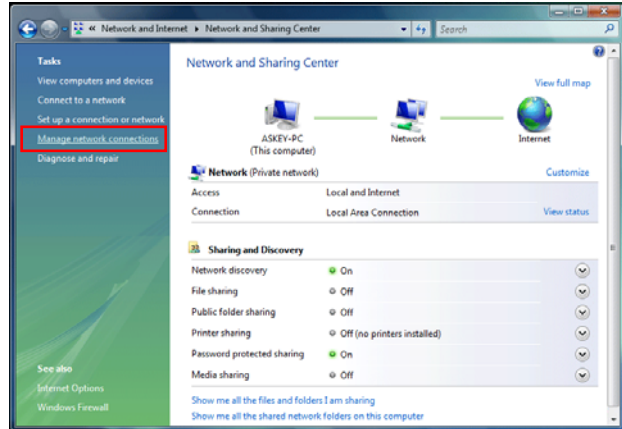 « Network and Internet ▸ Network and Sharing Center
Search
Tasks
View computers and devices
Connect to a network
Set up a connection or network
Manage network connections
Diagnose and repair
See also
Internet Options
Windows Firewall
Network and Sharing Center
View full map
ASKEY-PC
(This computer)
Network
Internet
Network (Private network)
Customize
Access Local and Internet
Connection Local Area Connection View status
Sharing and Discovery
Network discovery On
File sharing Off
Public folder sharing Off
Printer sharing Off (no printers installed)
Password protected sharing On
Media sharing Off
Show me all the files and folders I am sharing
Show me all the shared network folders on this computer